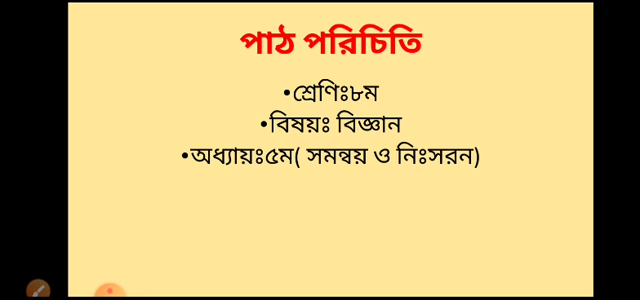 পাঠ পরিচিতি
•শ্রেণিঃ৮ম
•বিষয়ঃ বিজ্ঞান
•অধ্যায়ঃ৫ম( সমন্বয় ও নিঃসরন)